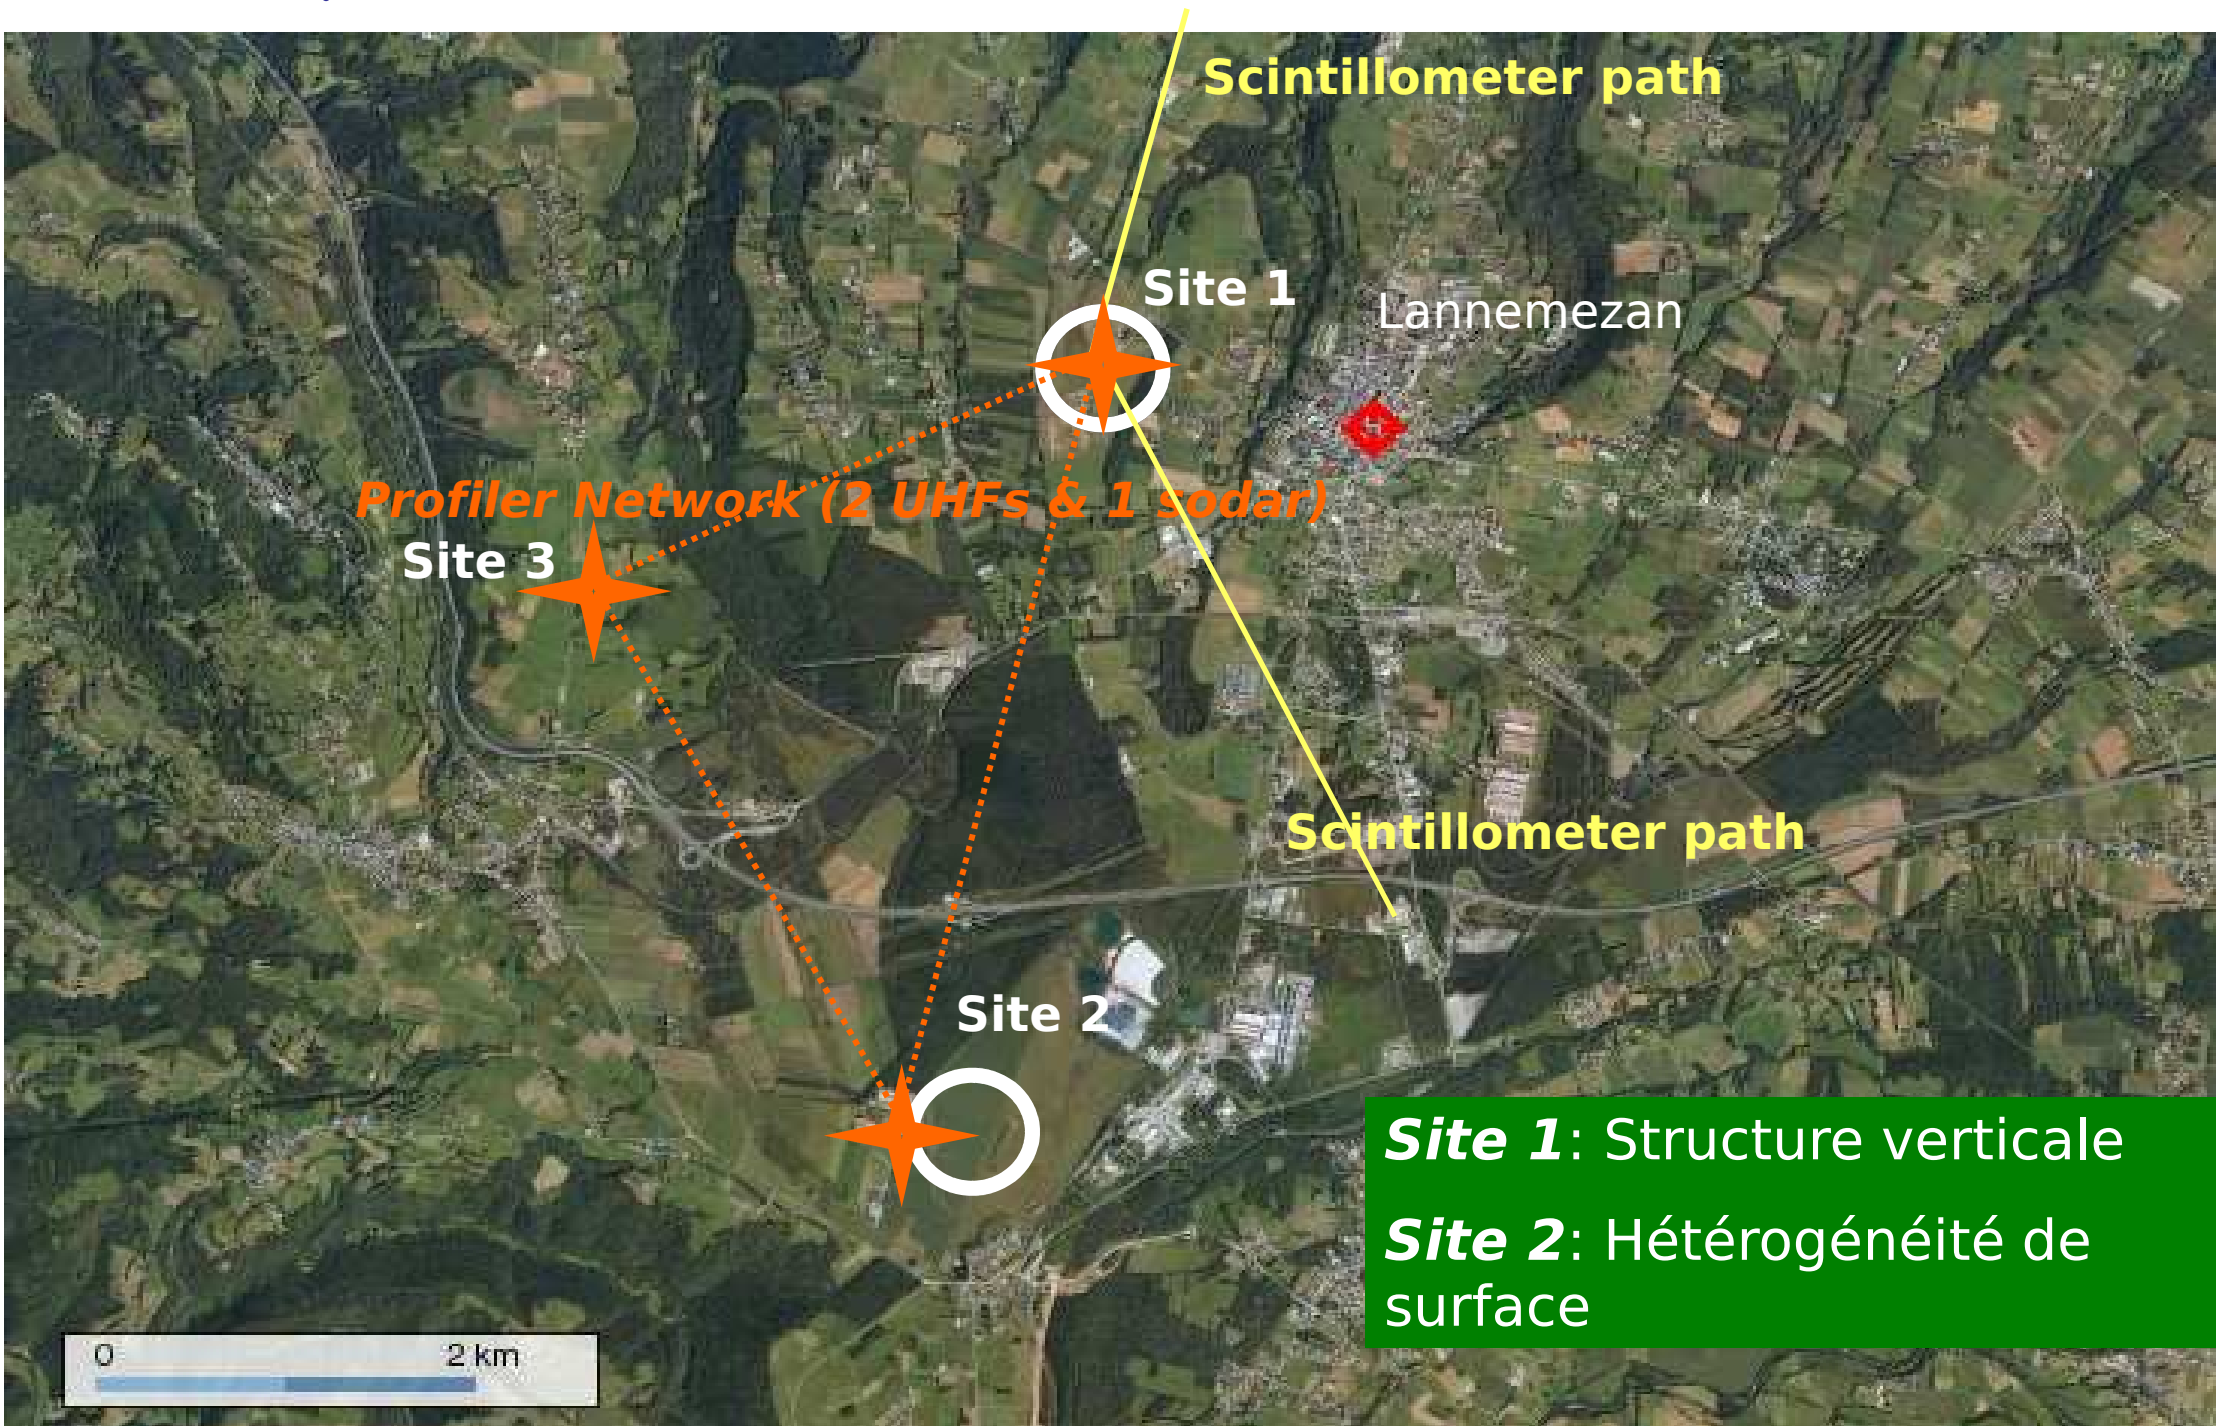 Scintillometer path
Site 1
Lannemezan
Profiler Network (2 UHFs & 1 sodar)
Site 3
Scintillometer path
Site 2
Site 1: Structure verticale
Site 2: Hétérogénéité de
surface
0 2 km